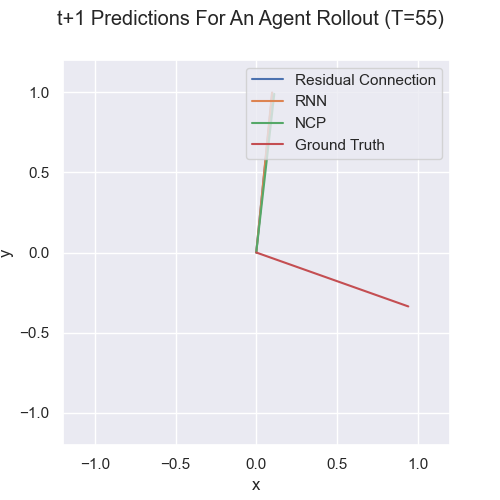 t+1 Predictions For An Agent Rollout (T=55)
Residual Connection
RNN
NCP
Ground Truth
1.0
0.5
0.0
−0.5
−1.0
y
−1.0 −0.5 0.0 0.5 1.0
x